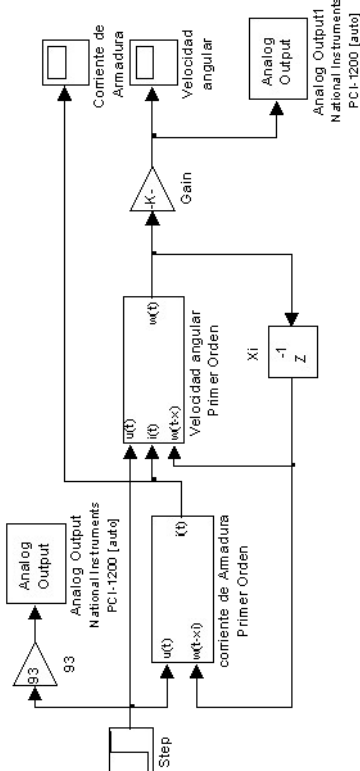 Step
93
93
Analog
Output
Analog Output
National Instruments
PCI-1200 [auto]
u(t)
w(t-xi)
i(t)
corriente de Armadura
Primer Orden
u(t)
i(t)
w(t-x)
w(t)
Velocidad angular
Primer Orden
Xi
-1
Z
-K-
Gain
Corriente de
Armadura
Velocidad
angular
Analog
Output
Analog Output1
National Instruments
PCI-1200 [auto]